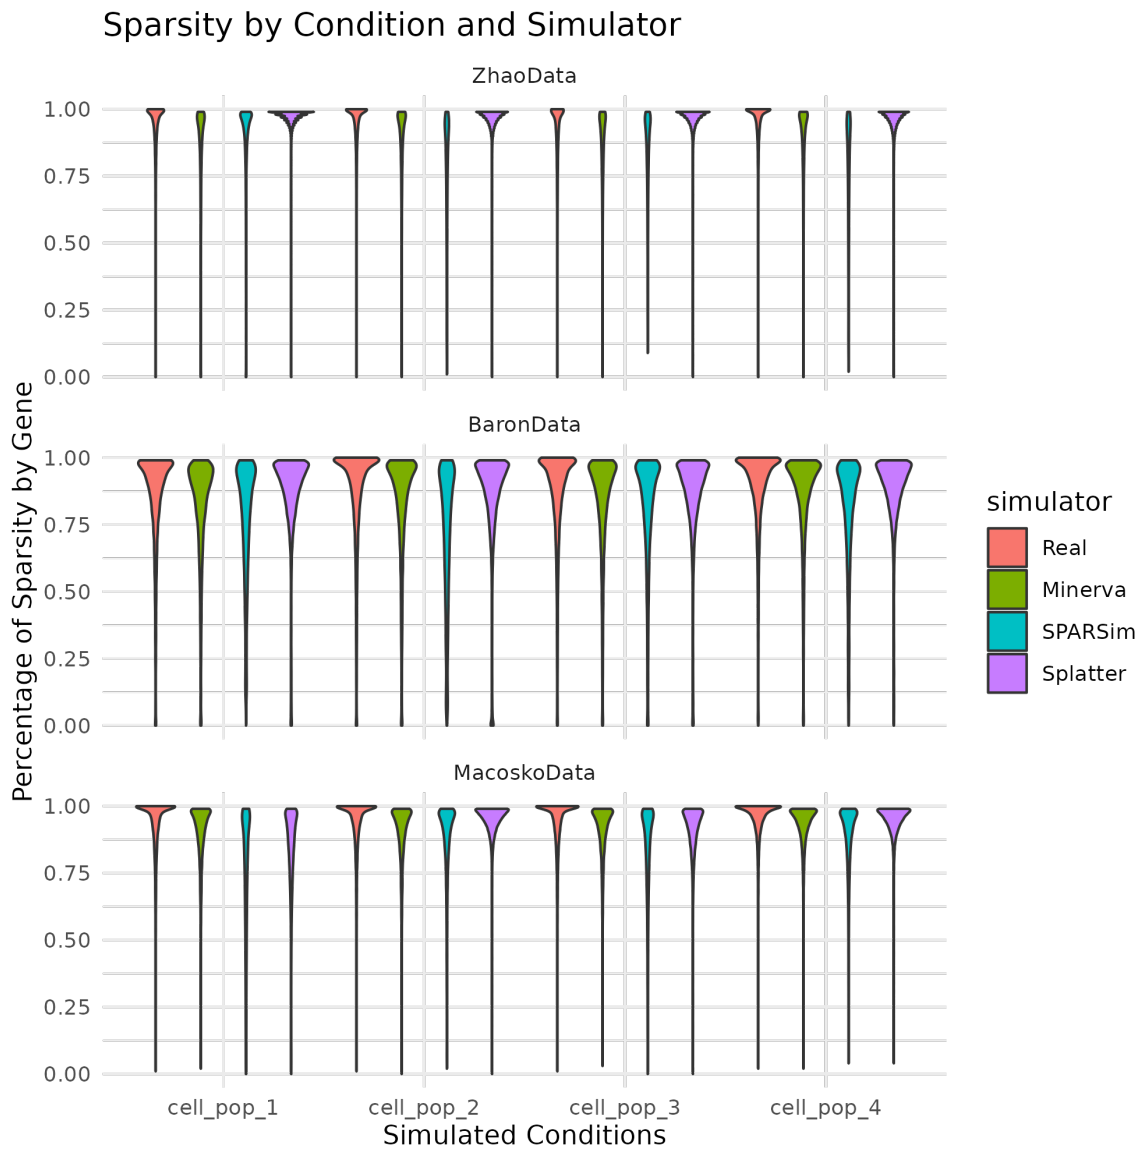 Sparsity by Condition and Simulator
ZhaoData
1.00
0.75
0.50
0.25
0.00
BaronData
1.00
0.75
0.50
0.25
0.00
MacoskoData
1.00
0.75
0.50
0.25
0.00
Percentage of Sparsity by Gene
cell_pop_1 cell_pop_2 cell_pop_3 cell_pop_4
Simulated Conditions
simulator
Real
Minerva
SPARSim
Splatter